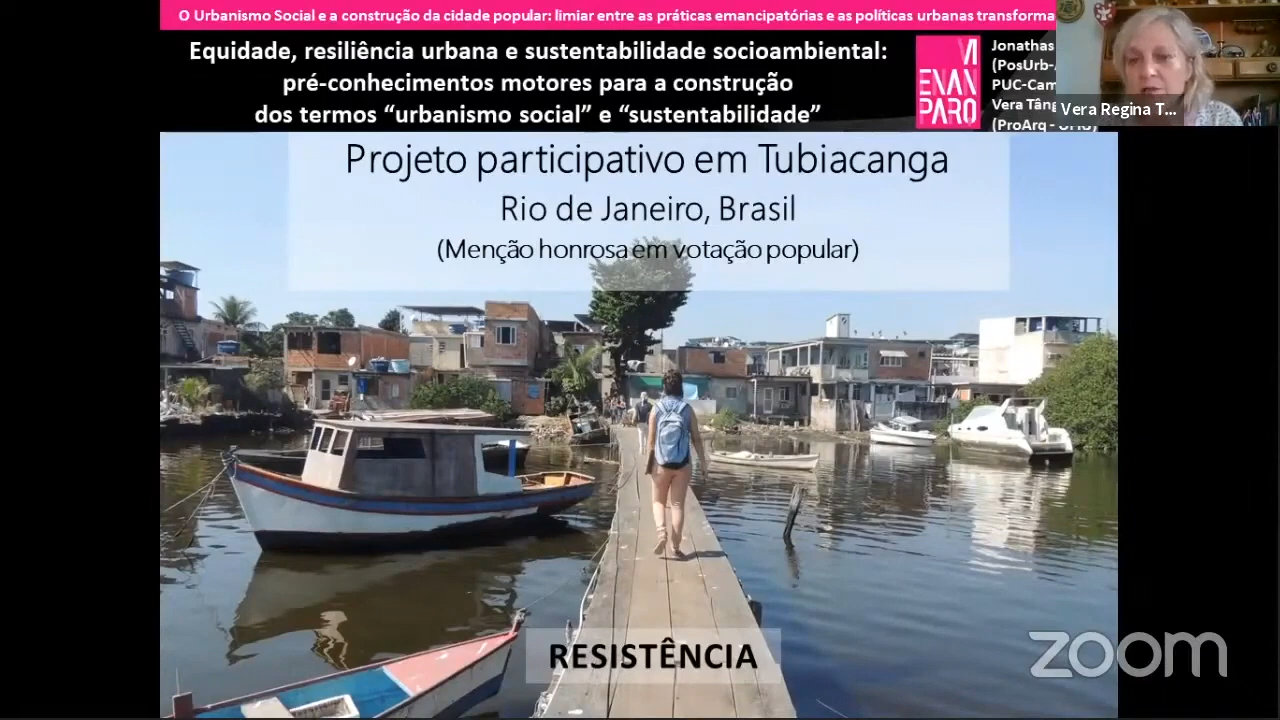 O Urbanismo Social e a construção da cidade popular: limiar entre as práticas emancipatórias e as políticas urbanas transforma
Equidade, resiliência urbana e sustentabilidade socioambiental:
pré-conhecimentos motores para a construção
dos termos “urbanismo social” e “sustentabilidade”
VI
ENAN
PARQ
Jonathas
(PosUrb-
PUC-Cam
Vera Tâng
(ProArq -
Vera Regina T...
Projeto participativo em Tubiacanga
Rio de Janeiro, Brasil
(Menção honrosa em votação popular)
RESISTÊNCIA
zoom